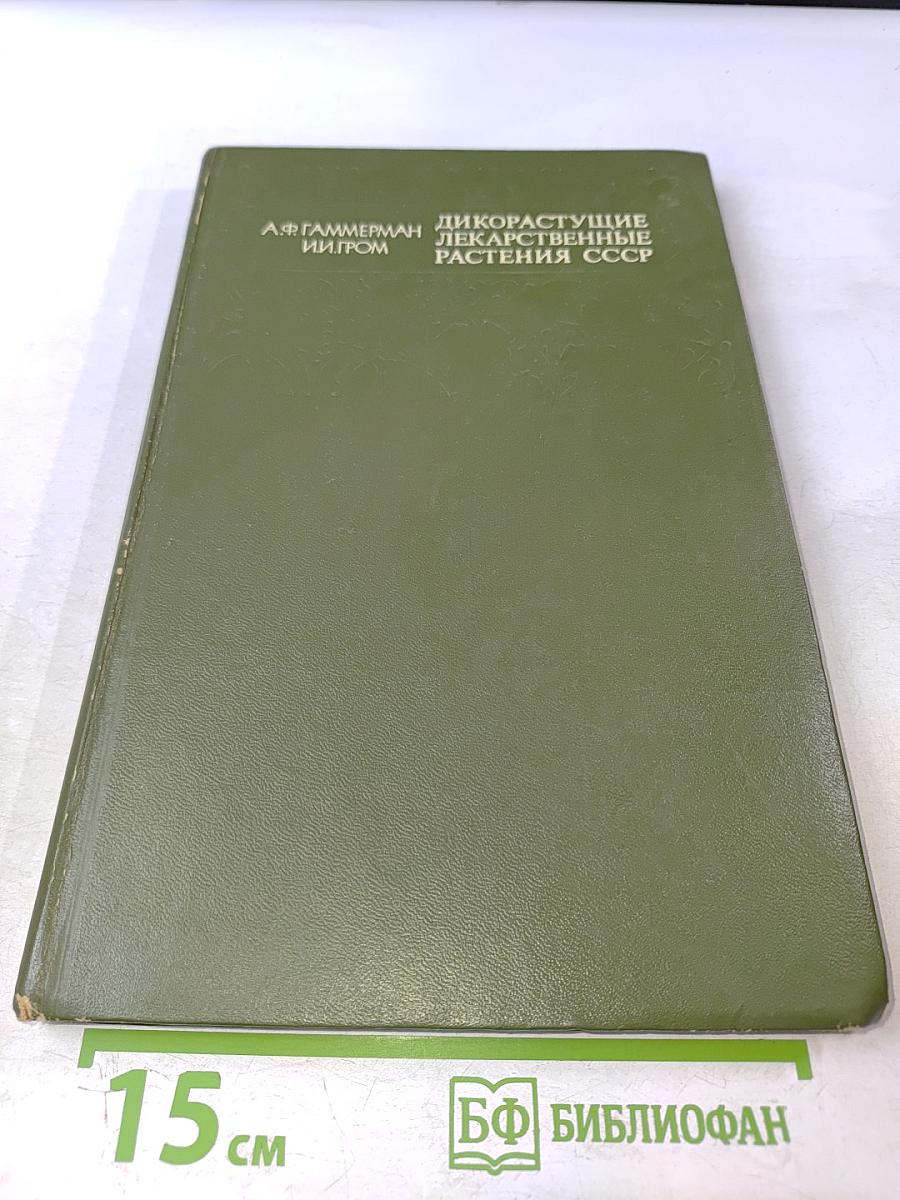 А.Ф. ГАММЕРМАН
И.И. ГРОМ
ДИКОРАСТУЩИЕ
ЛЕКАРСТВЕННЫЕ
РАСТЕНИЯ СССР
15 см
БФ БИБЛИОФАН